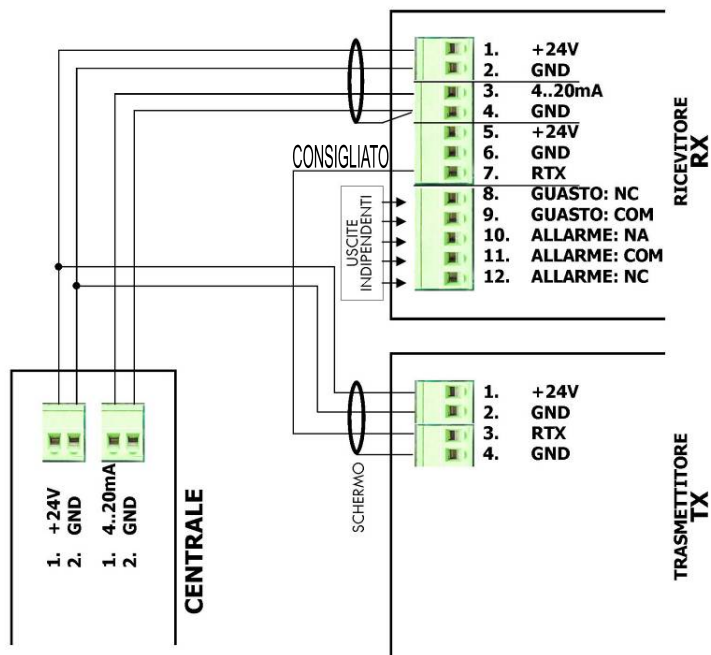 1. +24V
2. GND
3. 4..20mA
4. GND
5. +24V
6. GND
7. RTX
8. GUASTO: NC
9. GUASTO: COM
10. ALLARME: NA
11. ALLARME: COM
12. ALLARME: NC
RICEVITORE
RX
CONSIGLIATO
USCITE
INDIPENDENTI
1. +24V
2. GND
3. RTX
4. GND
TRASMETTITORE
TX
SCHERMO
1. +24V
2. GND
1. 4..20mA
2. GND
CENTRALE